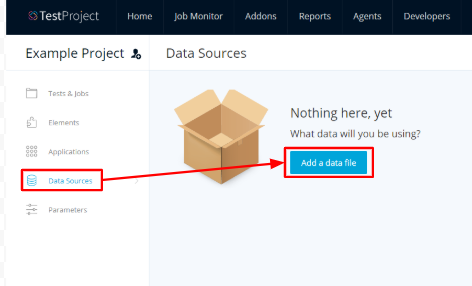 TestProject Home Job Monitor Addons Reports Agents Developers
Example Project Data Sources
Tests & Jobs
Elements
Applications
Data Sources
Parameters
Nothing here, yet
What data will you be using?
Add a data file